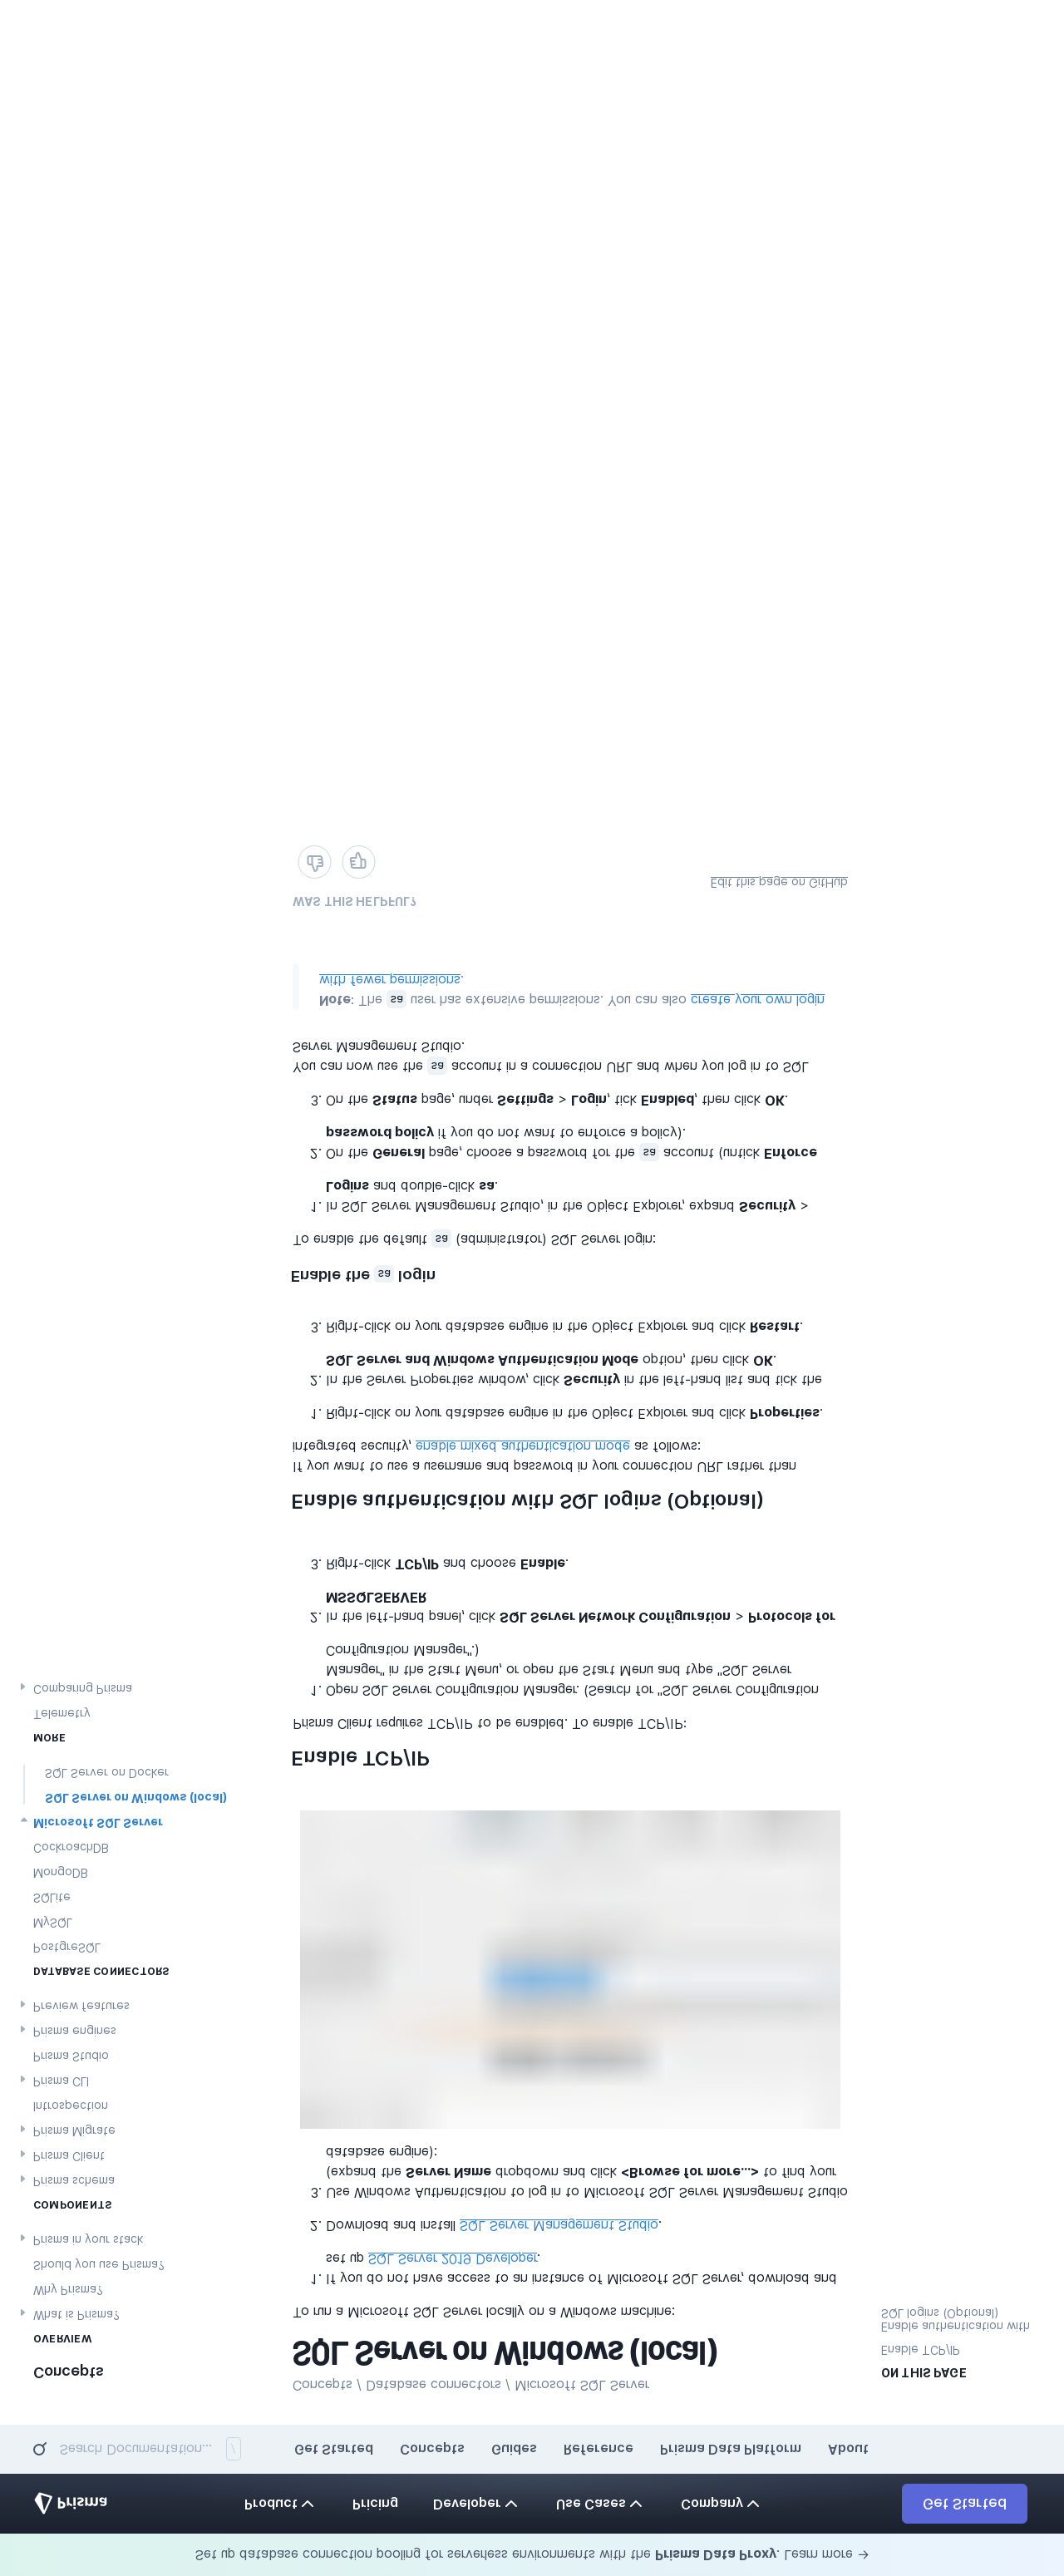 Set up database connection pooling for serverless environments with the Prisma Data Proxy. Learn more →
Prisma
Product
Pricing
Developer
Use Cases
Company
Get Started
Search Documentation... /
Get Started
Concepts
Guides
Reference
Prisma Data Platform
About
Concepts
OVERVIEW
What is Prisma?
Why Prisma?
Should you use Prisma?
Prisma in your stack
COMPONENTS
Prisma schema
Prisma Client
Prisma Migrate
Introspection
Prisma CLI
Prisma Studio
Prisma engines
Preview features
DATABASE CONNECTORS
PostgreSQL
MySQL
SQLite
MongoDB
CockroachDB
Microsoft SQL Server
SQL Server on Windows (local)
SQL Server on Docker
MORE
Telemetry
Comparing Prisma
Concepts / Database connectors / Microsoft SQL Server
SQL Server on Windows (local)
To run a Microsoft SQL Server locally on a Windows machine:
1. If you do not have access to an instance of Microsoft SQL Server, download and
set up SQL Server 2019 Developer.
2. Download and install SQL Server Management Studio.
3. Use Windows Authentication to log in to Microsoft SQL Server Management Studio
(expand the Server Name dropdown and click <Browse for more...> to find your
database engine):
Enable TCP/IP
Prisma Client requires TCP/IP to be enabled. To enable TCP/IP:
1. Open SQL Server Configuration Manager. (Search for "SQL Server Configuration
Manager" in the Start Menu, or open the Start Menu and type "SQL Server
Configuration Manager".)
2. In the left-hand panel, click SQL Server Network Configuration > Protocols for
MSSQLSERVER
3. Right-click TCP/IP and choose Enable.
Enable authentication with SQL logins (Optional)
If you want to use a username and password in your connection URL rather than
integrated security, enable mixed authentication mode as follows:
1. Right-click on your database engine in the Object Explorer and click Properties.
2. In the Server Properties window, click Security in the left-hand list and tick the
SQL Server and Windows Authentication Mode option, then click OK.
3. Right-click on your database engine in the Object Explorer and click Restart.
Enable the sa login
To enable the default sa (administrator) SQL Server login:
1. In SQL Server Management Studio, in the Object Explorer, expand Security >
Logins and double-click sa.
2. On the General page, choose a password for the sa account (untick Enforce
password policy if you do not want to enforce a policy).
3. On the Status page, under Settings > Login, tick Enabled, then click OK.
You can now use the sa account in a connection URL and when you log in to SQL
Server Management Studio.
Note: The sa user has extensive permissions. You can also create your own login
with fewer permissions.
WAS THIS HELPFUL?
Edit this page on GitHub
ON THIS PAGE
Enable TCP/IP
Enable authentication with
SQL logins (Optional)